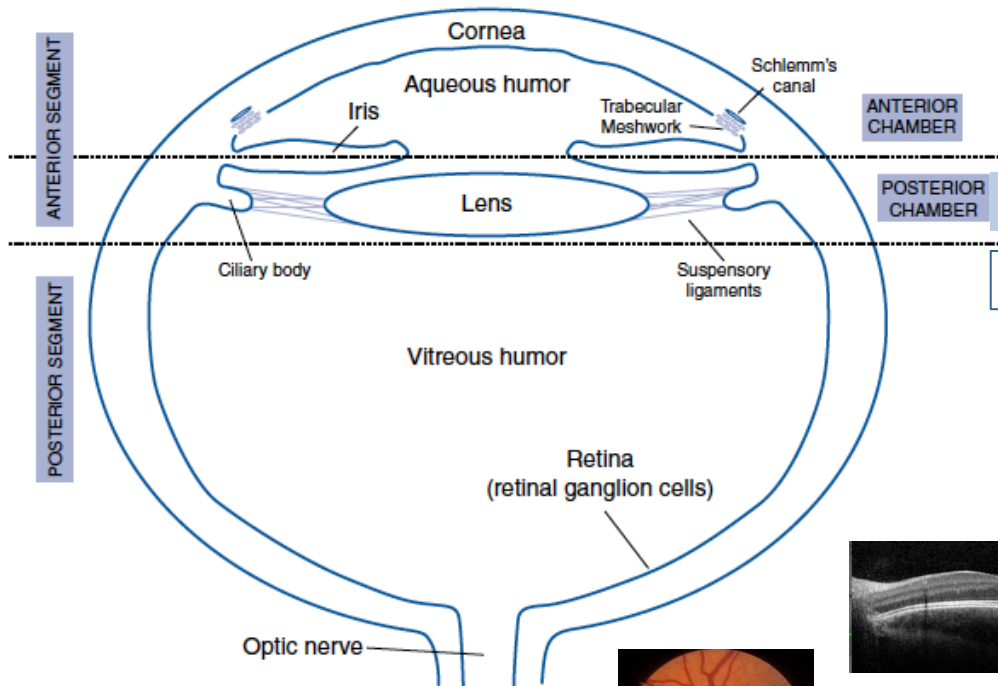 Cornea
Schlemm's
canal
Aqueous humor
ANTERIOR SEGMENT
Iris
Trabecular
Meshwork
ANTERIOR
CHAMBER
Lens
POSTERIOR
CHAMBER
Ciliary body
Suspensory
ligaments
POSTERIOR SEGMENT
Vitreous humor
Retina
(retinal ganglion cells)
Optic nerve